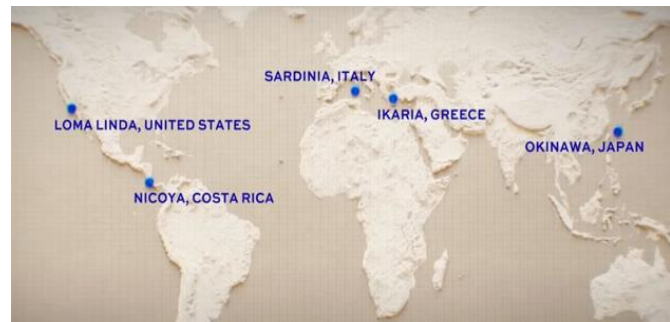 SARDINIA, ITALY
IKARIA, GREECE
LOMA LINDA, UNITED STATES
OKINAWA, JAPAN
NICOYA, COSTA RICA